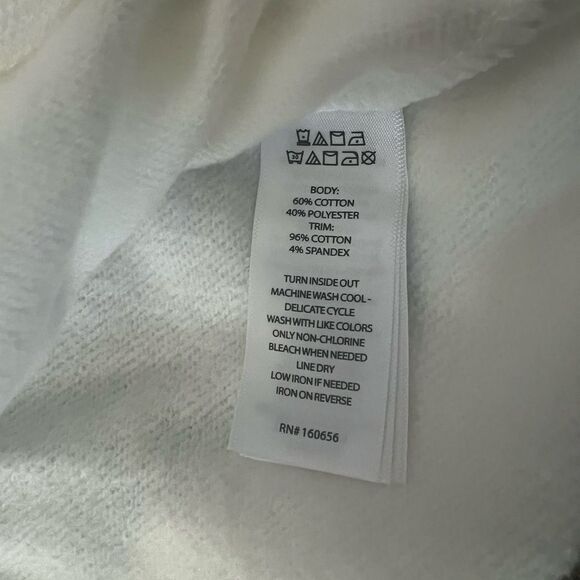 BODY:
60% COTTON
40% POLYESTER
TRIM:
96% COTTON
4% SPANDEX
TURN INSIDE OUT
MACHINE WASH COOL -
DELICATE CYCLE
WASH WITH LIKE COLORS
ONLY NON-CHLORINE
BLEACH WHEN NEEDED
LINE DRY
LOW IRON IF NEEDED
IRON ON REVERSE
RN# 160656